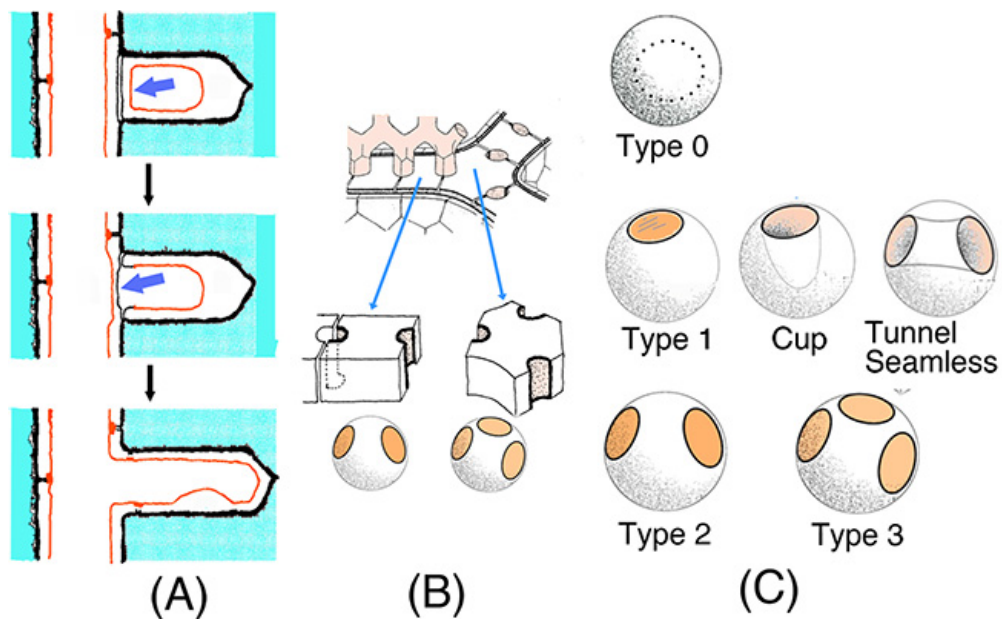 Type 0
Type 1
Cup
Tunnel
Seamless
Type 2
Type 3
(A)
(B)
(C)